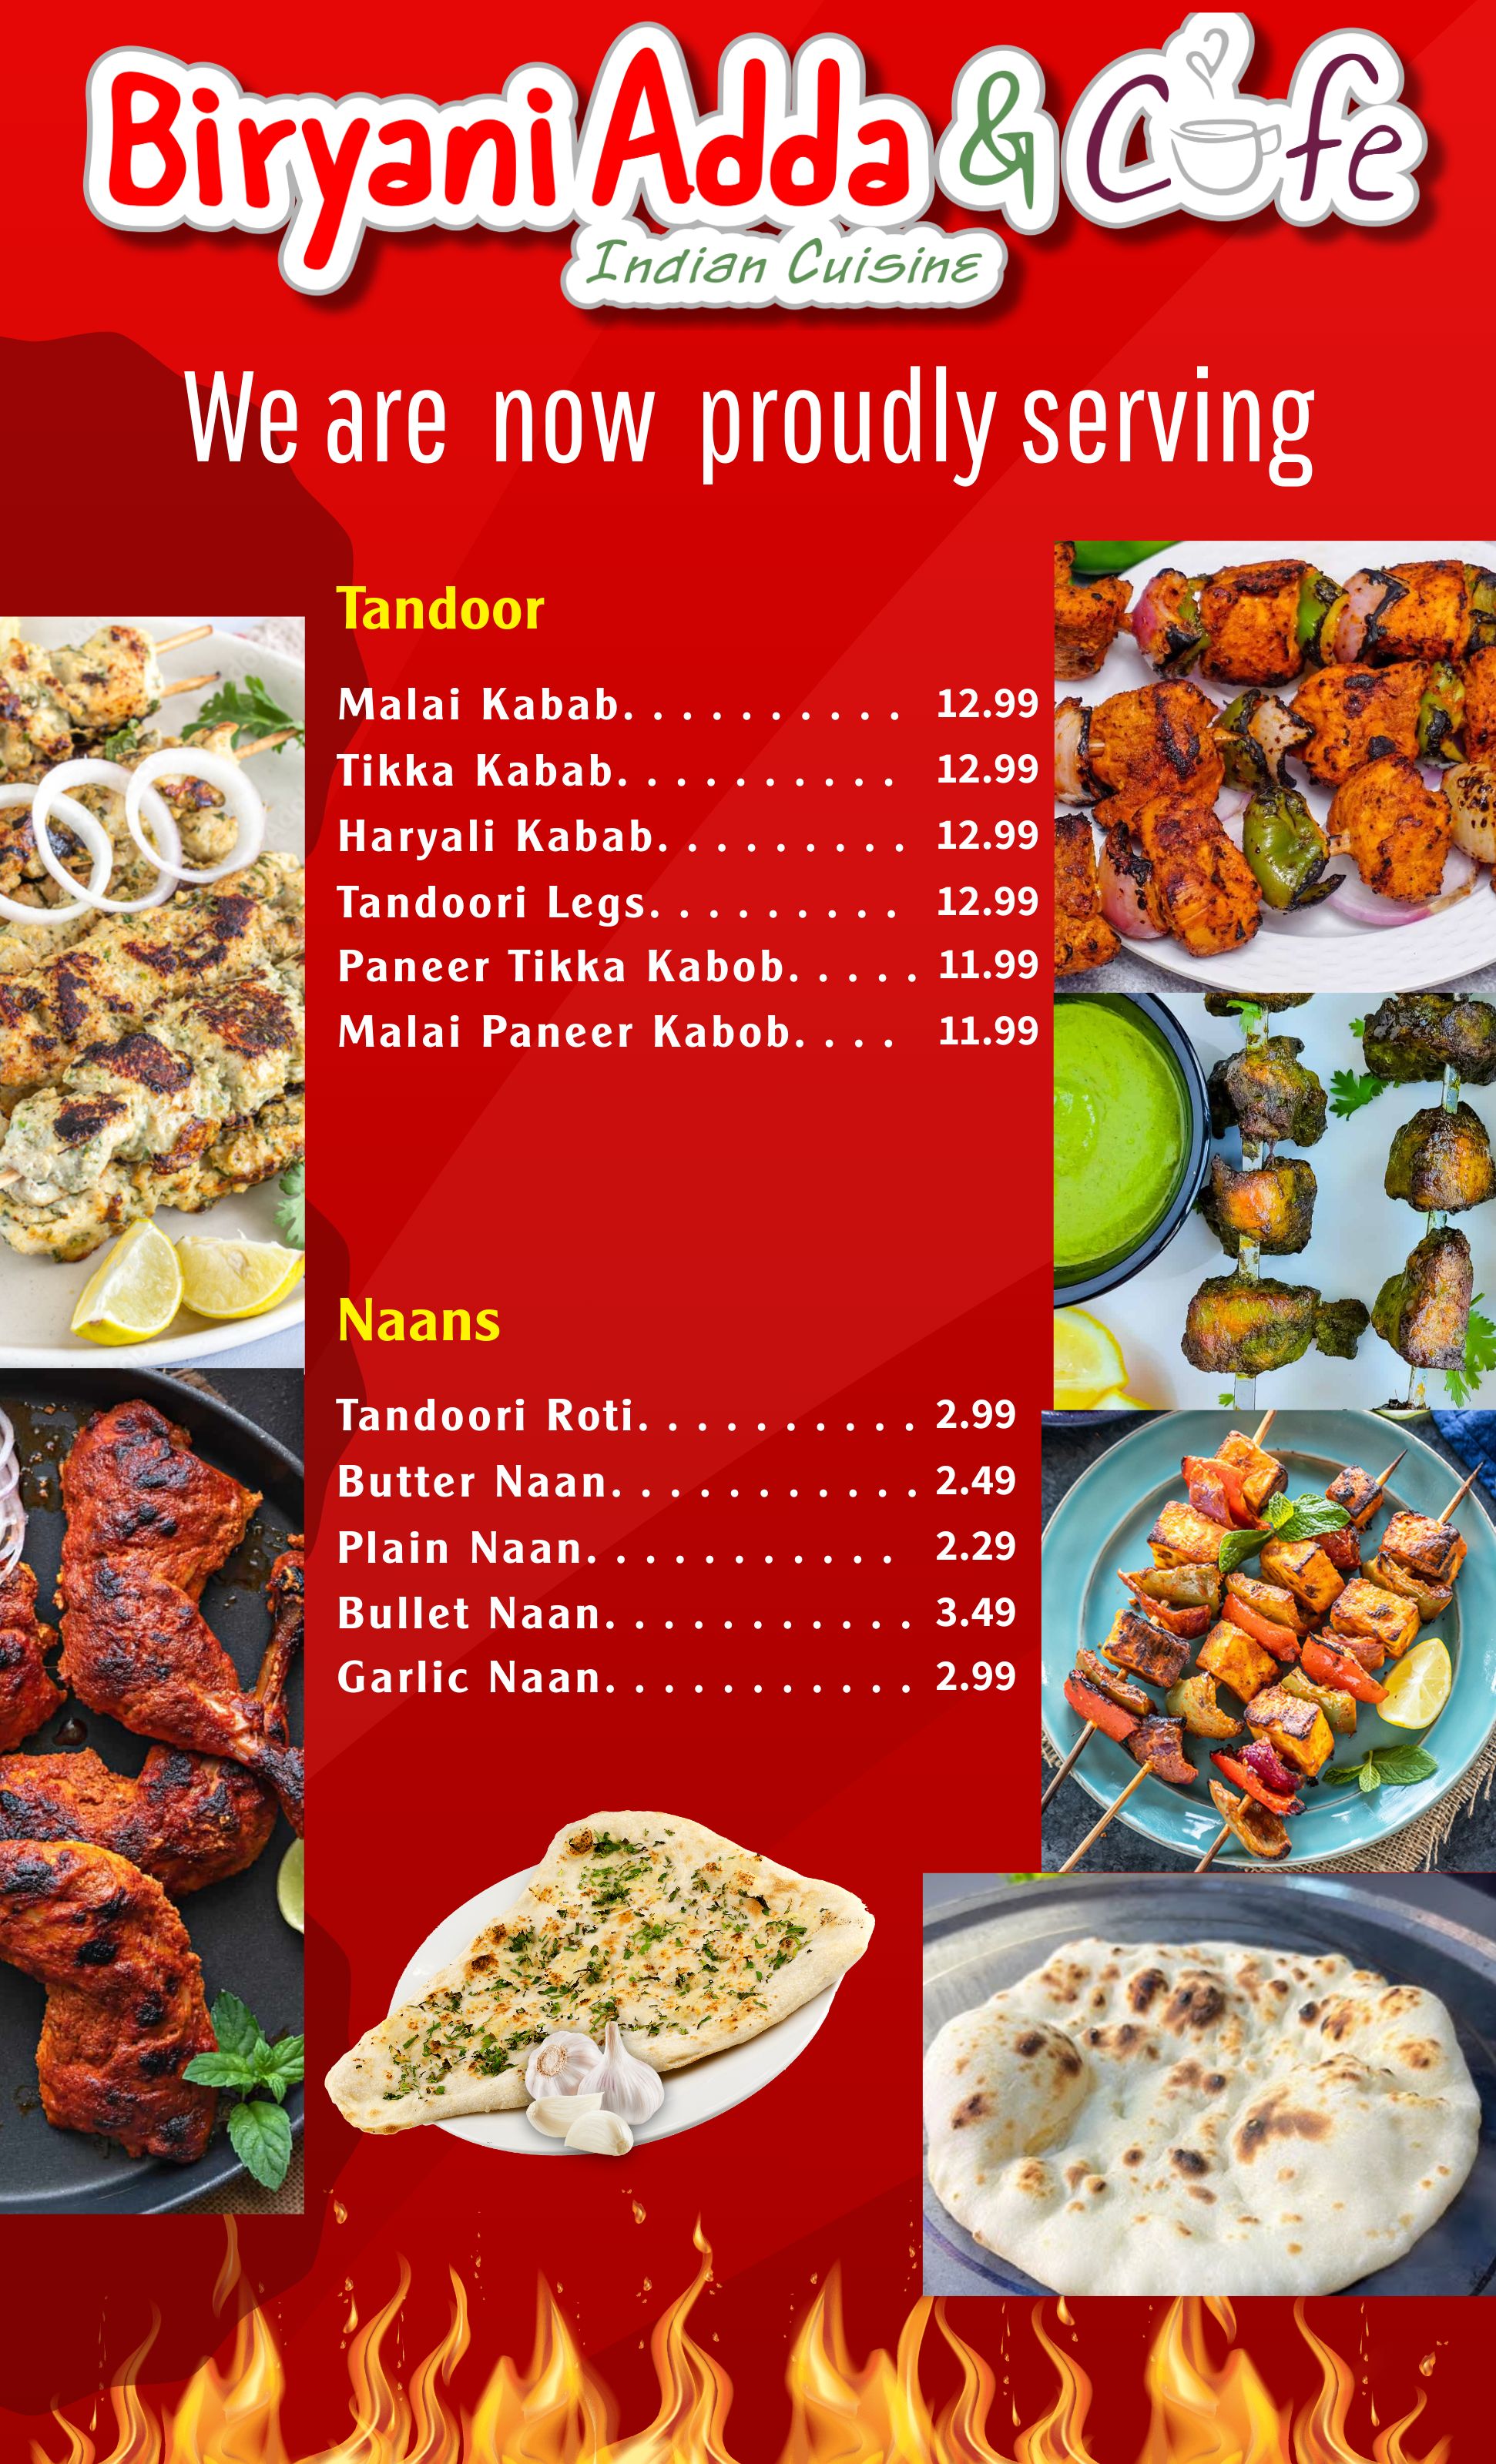 Biryani Adda & Cafe
Indian Cuisine
We are now proudly serving
Tandoor
Malai Kabab. . . . . . . . . . 12.99
Tikka Kabab. . . . . . . . . . 12.99
Haryali Kabab. . . . . . . . . 12.99
Tandoori Legs. . . . . . . . . 12.99
Paneer Tikka Kabob. . . . . 11.99
Malai Paneer Kabob. . . . 11.99
Naans
Tandoori Roti. . . . . . . . . . 2.99
Butter Naan. . . . . . . . . . . 2.49
Plain Naan. . . . . . . . . . . 2.29
Bullet Naan. . . . . . . . . . . 3.49
Garlic Naan. . . . . . . . . . . 2.99